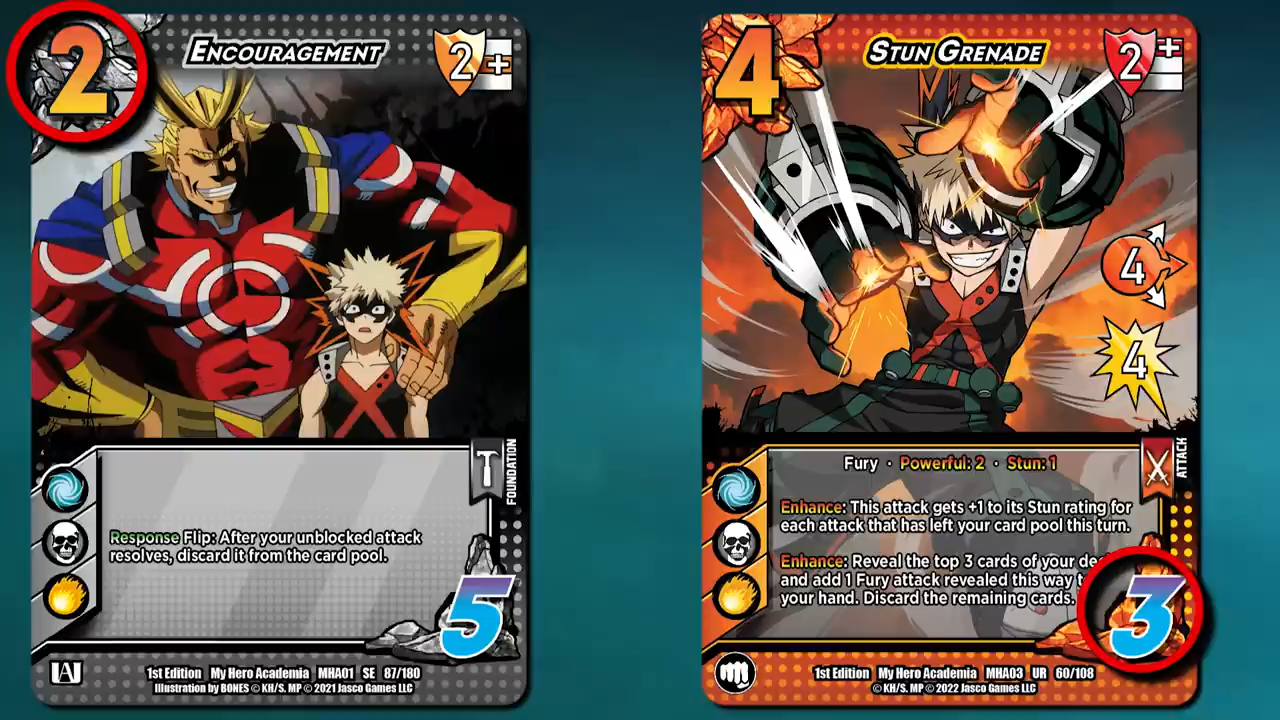 2
ENCOURAGEMENT
2
+
FOUNDATION
Response Flip: After your unblocked attack
resolves, discard it from the card pool.
5
UA
1st Edition My Hero Academia MHA01 SE 87/180
Illustration by BONES © KH/S. MP © 2021 Jasco Games LLC
4
STUN GRENADE
2
+
4
4
ATTACK
Fury · Powerful: 2 · Stun: 1
Enhance: This attack gets +1 to its Stun rating for
each attack that has left your card pool this turn.
Enhance: Reveal the top 3 cards of your de
and add 1 Fury attack revealed this way t
your hand. Discard the remaining cards.
3
1st Edition My Hero Academia MHA03 UR 60/108
© KH/S. MP © 2022 Jasco Games LLC